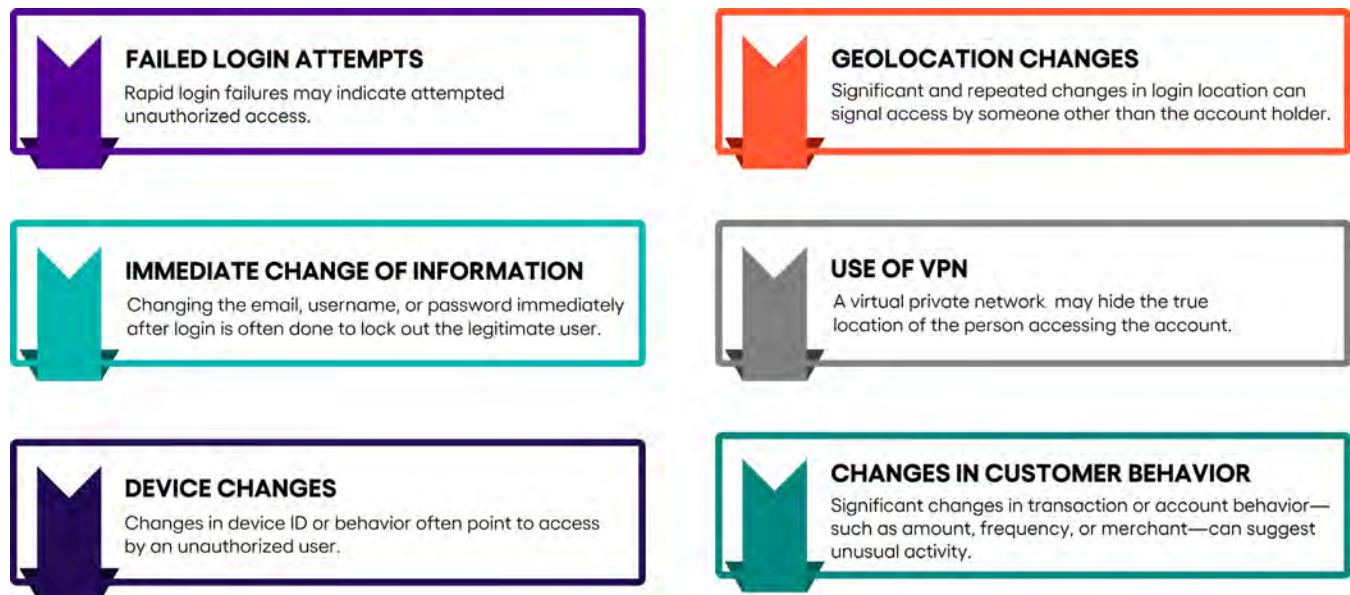 FAILED LOGIN ATTEMPTS
Rapid login failures may indicate attempted
unauthorized access.
GEOLOCATION CHANGES
Significant and repeated changes in login location can
signal access by someone other than the account holder.
IMMEDIATE CHANGE OF INFORMATION
Changing the email, username, or password immediately
after login is often done to lock out the legitimate user.
USE OF VPN
A virtual private network may hide the true
location of the person accessing the account.
DEVICE CHANGES
Changes in device ID or behavior often point to access
by an unauthorized user.
CHANGES IN CUSTOMER BEHAVIOR
Significant changes in transaction or account behavior—
such as amount, frequency, or merchant—can suggest
unusual activity.